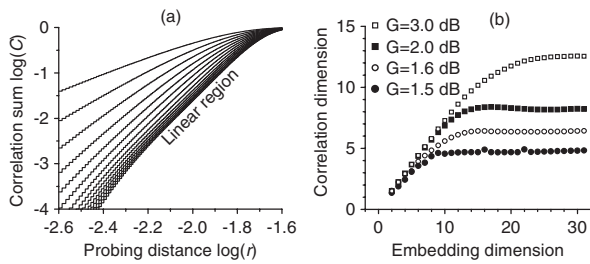 (a)
Correlation sum log(C)
0
-1
-2
-3
-4
Linear region
-2.6 -2.4 -2.2 -2.0 -1.8 -1.6
Probing distance log(r)
(b)
Correlation dimension
15
10
5
0
G=3.0 dB
G=2.0 dB
G=1.6 dB
G=1.5 dB
0 10 20 30
Embedding dimension